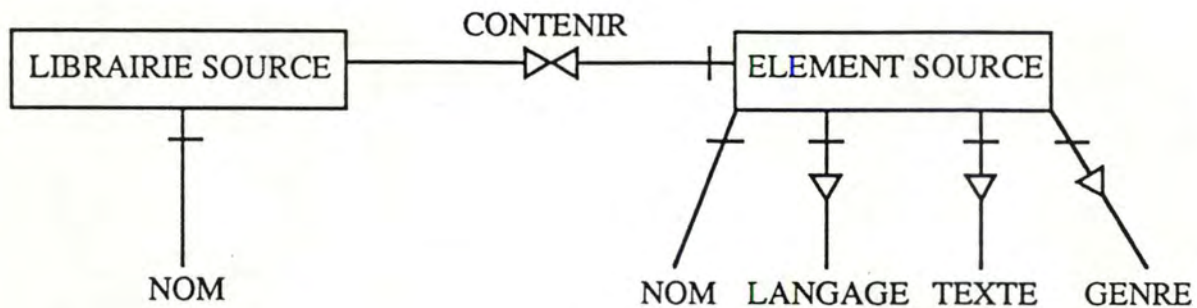 CONTENIR
LIBRAIRIE SOURCE
ELEMENT SOURCE
NOM
NOM
LANGAGE
TEXTE
GENRE